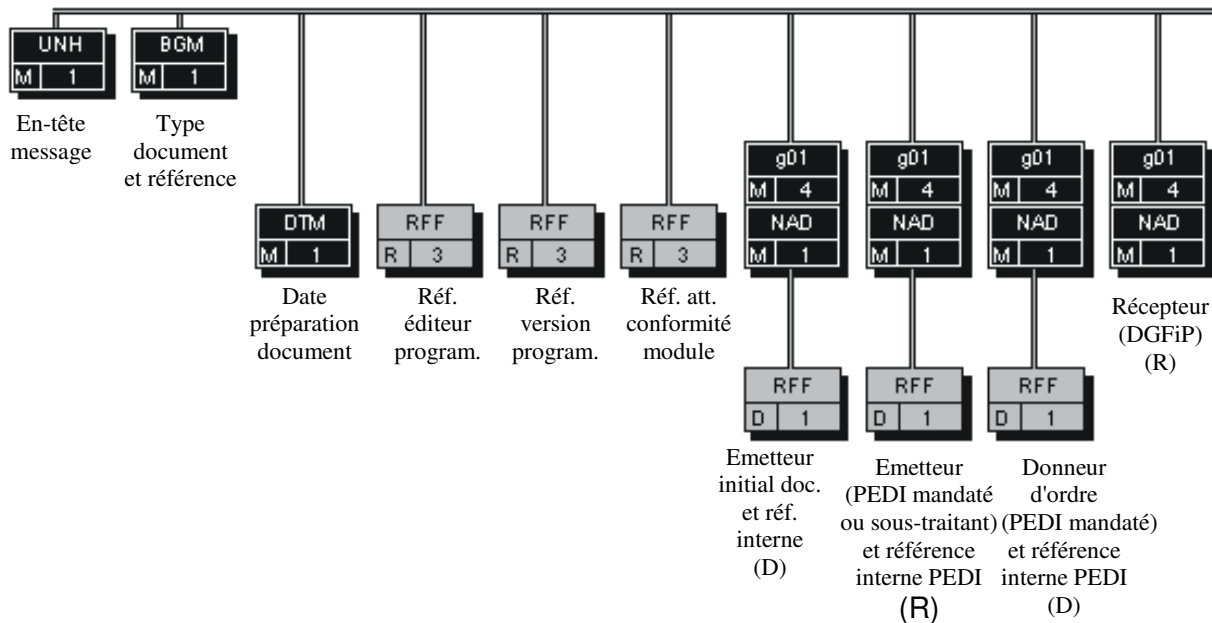 UNH
M 1
En-tête
message
BGM
M 1
Type
document
et référence
DTM
M 1
Date
préparation
document
RFF
R 3
Réf.
éditeur
program.
RFF
R 3
Réf.
version
program.
RFF
R 3
Réf. att.
conformité
module
g01
M 4
NAD
M 1
RFF
D 1
Emetteur
initial doc.
et réf.
interne
(D)
g01
M 4
NAD
M 1
RFF
D 1
Emetteur
(PEDI mandaté
ou sous-traitant)
et référence
interne PEDI
(R)
g01
M 4
NAD
M 1
RFF
D 1
Donneur
d'ordre
(PEDI mandaté)
et référence
interne PEDI
(D)
g01
M 4
NAD
M 1
Récepteur
(DGFiP)
(R)